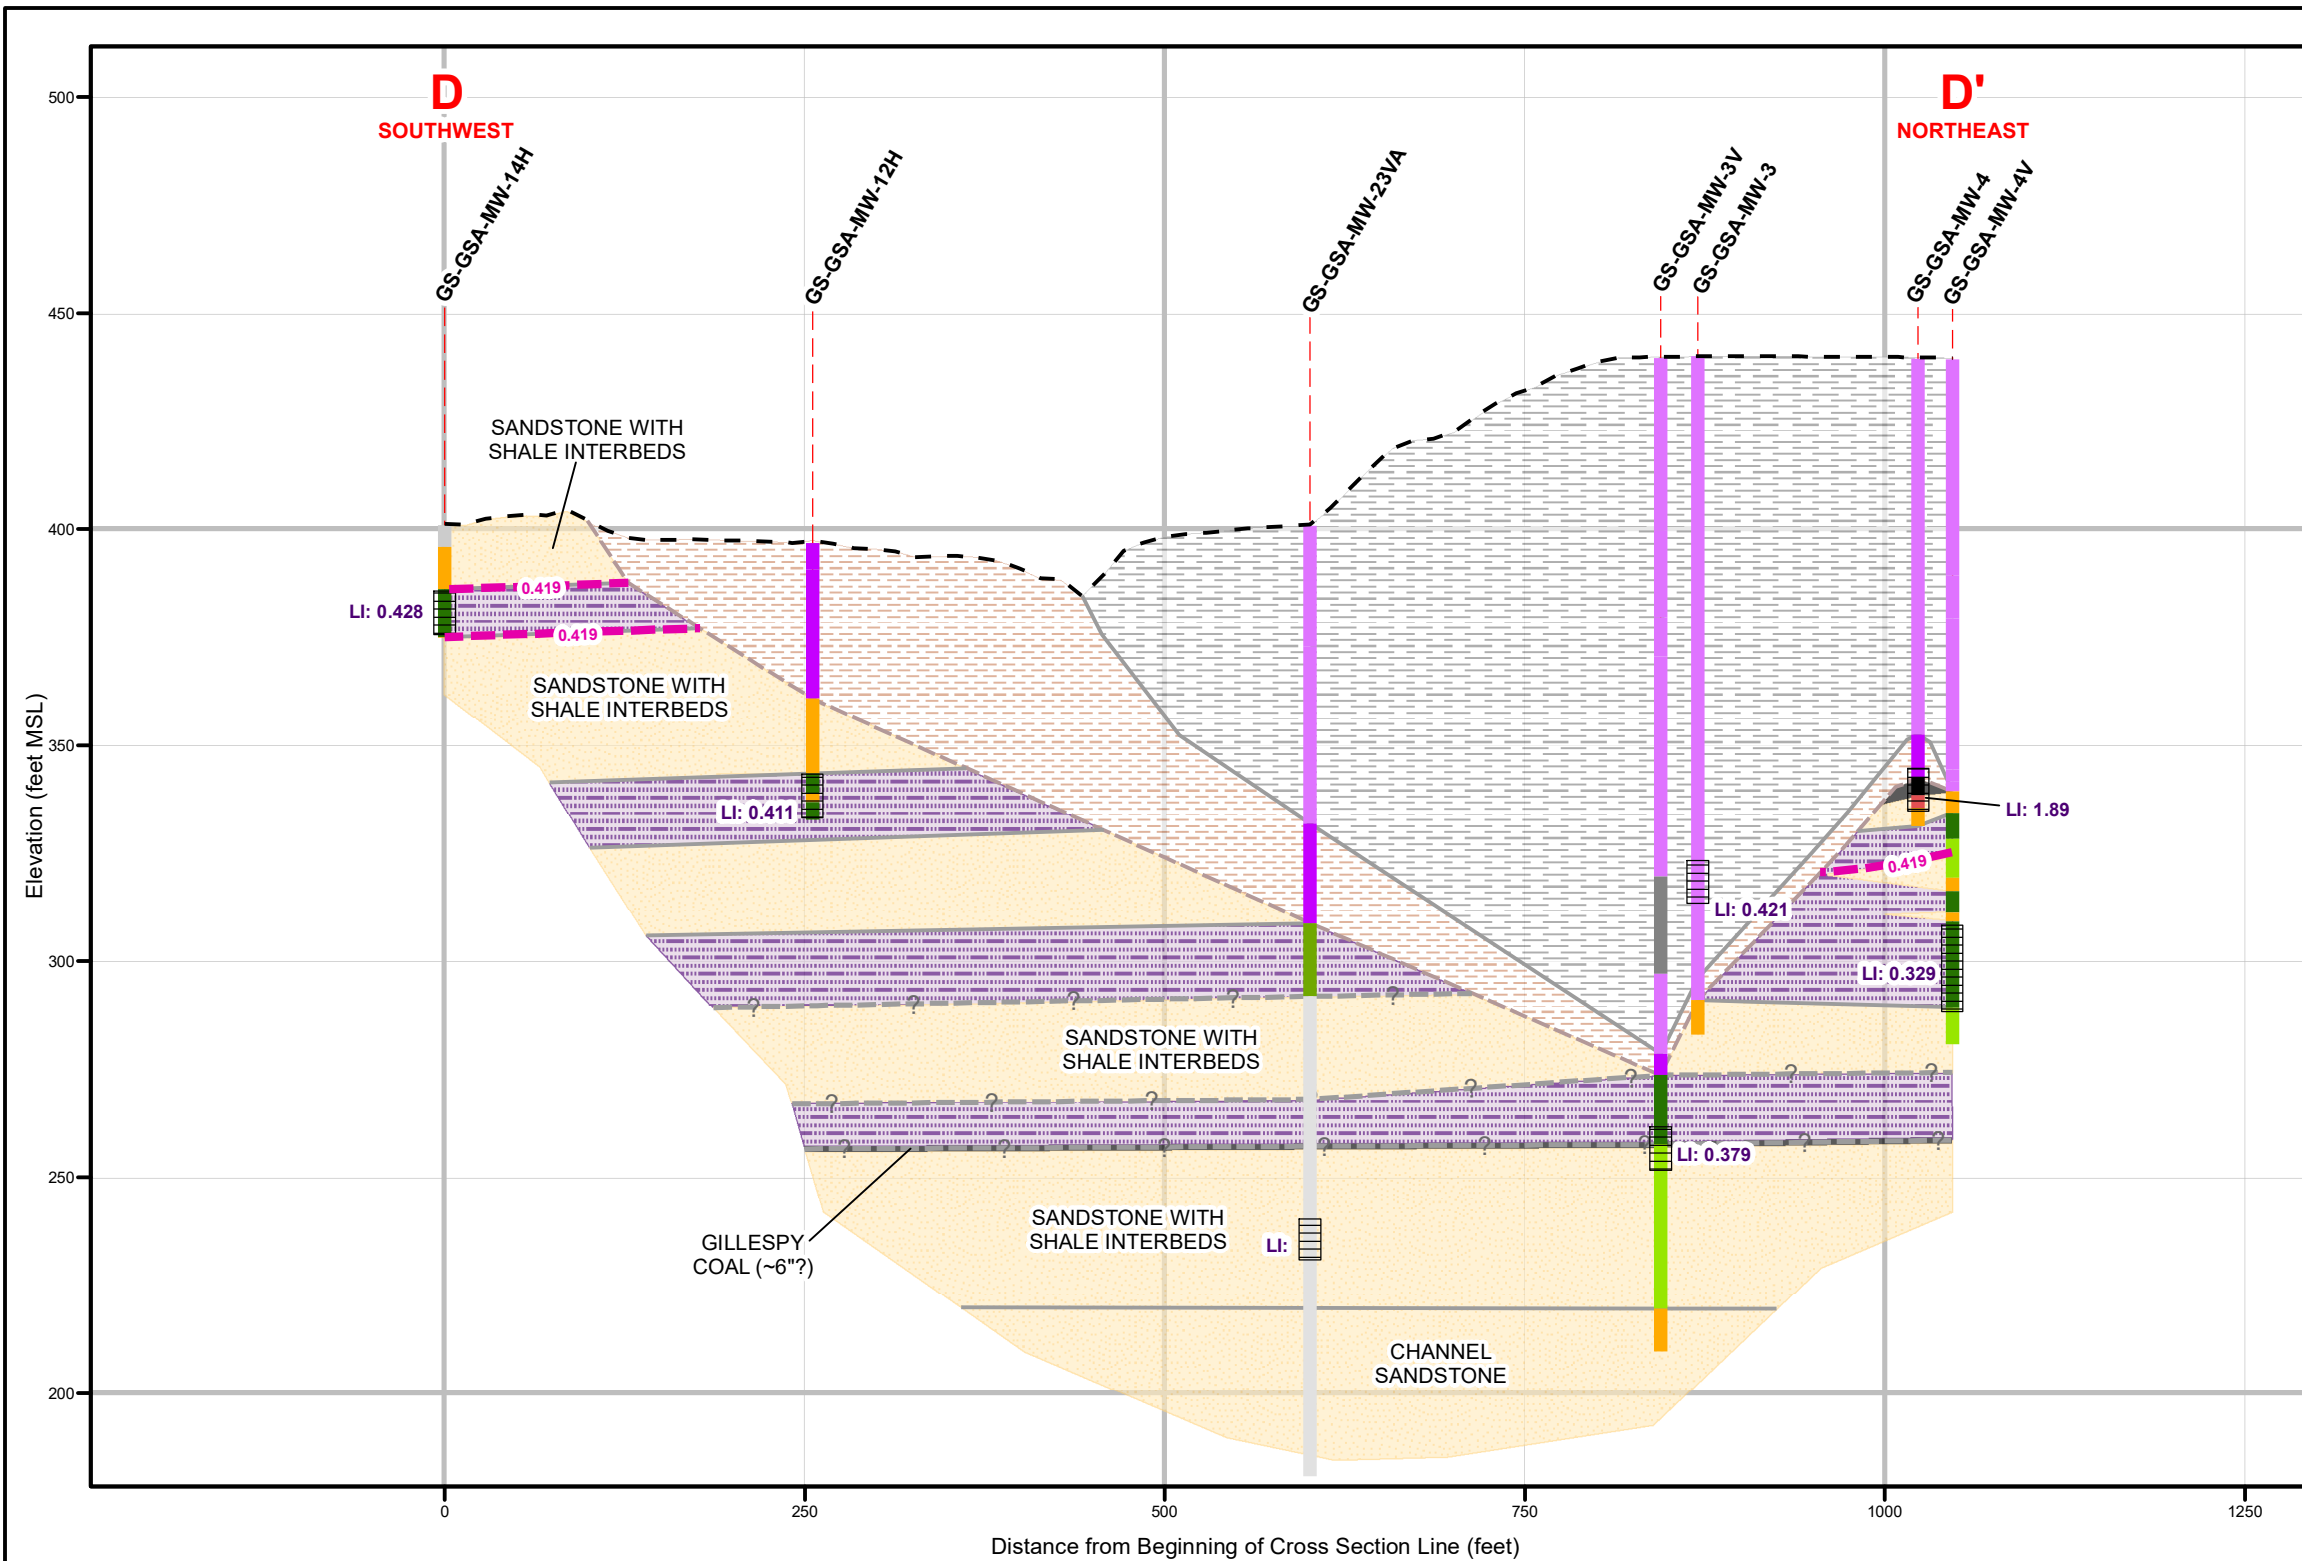 D
SOUTHWEST
D'
NORTHEAST
GS-GSA-MW-14H
GS-GSA-MW-12H
GS-GSA-MW-23VA
GS-GSA-MW-3V
GS-GSA-MW-3
GS-GSA-MW-4
GS-GSA-MW-4V
500
450
400
350
300
250
200
Elevation (feet MSL)
SANDSTONE WITH
SHALE INTERBEDS
0.419
LI: 0.428
0.419
SANDSTONE WITH
SHALE INTERBEDS
LI: 0.411
LI: 1.89
0.419
LI: 0.421
LI: 0.329
? ? ? ? ?
SANDSTONE WITH
SHALE INTERBEDS
? ? ? ? ? ? ?
? ? ? ? ? ? ? ?
LI: 0.379
SANDSTONE WITH
SHALE INTERBEDS
LI:
GILLESPY
COAL (~6"?)
CHANNEL
SANDSTONE
0
250
500
750
1000
1250
Distance from Beginning of Cross Section Line (feet)